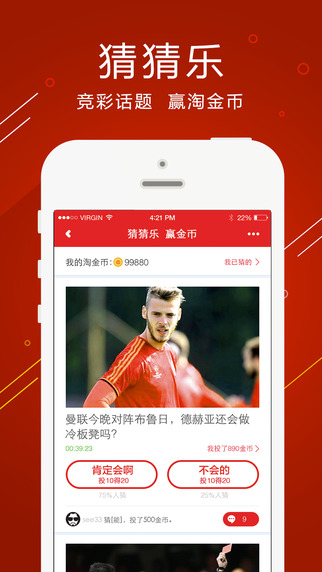 猜猜乐
竞彩话题 赢淘金币
VIRGIN
4:21 PM
猜猜乐 赢金币
我的淘金币: 99880
我已猜的
曼联今晚对阵布鲁日，德赫亚还会做
冷板凳吗?
00:39:23
我投了890金币
肯定会啊
投10得20
不会的
投10得20
75%人猜
25%人猜
see33 猜[能]，投了500金币。
9